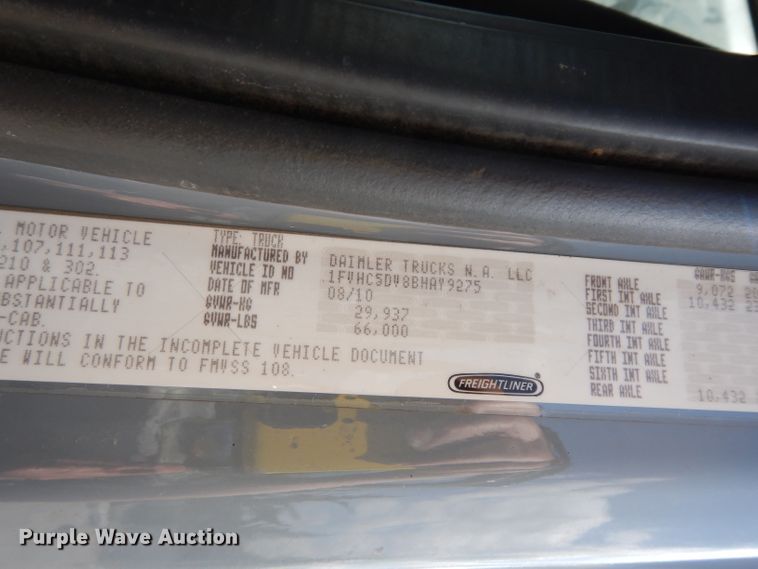 MOTOR VEHICLE
,107,111,113
210 & 302.
APPLICABLE TO
UBSTANTIALLY
-CAB.
UCTIONS IN THE INCOMPLETE VEHICLE DOCUMENT
E WILL CONFORM TO FMVSS 108.
TYPE: TRUCK
MANUFACTURED BY DAIMLER TRUCKS N.A. LLC
VEHICLE ID NO 1FVHC5DV8BHAY9275
DATE OF MFR 08/10
GVWR-KG 29,937
GVWR-LBS 66,000
FREIGHTLINER
GAWR-KGS
FRONT AXLE 9,072
FIRST INT AXLE 10,432
SECOND INT AXLE
THIRD INT AXLE
FOURTH INT AXLE
FIFTH INT AXLE
SIXTH INT AXLE
REAR AXLE 10,432
Purple Wave Auction